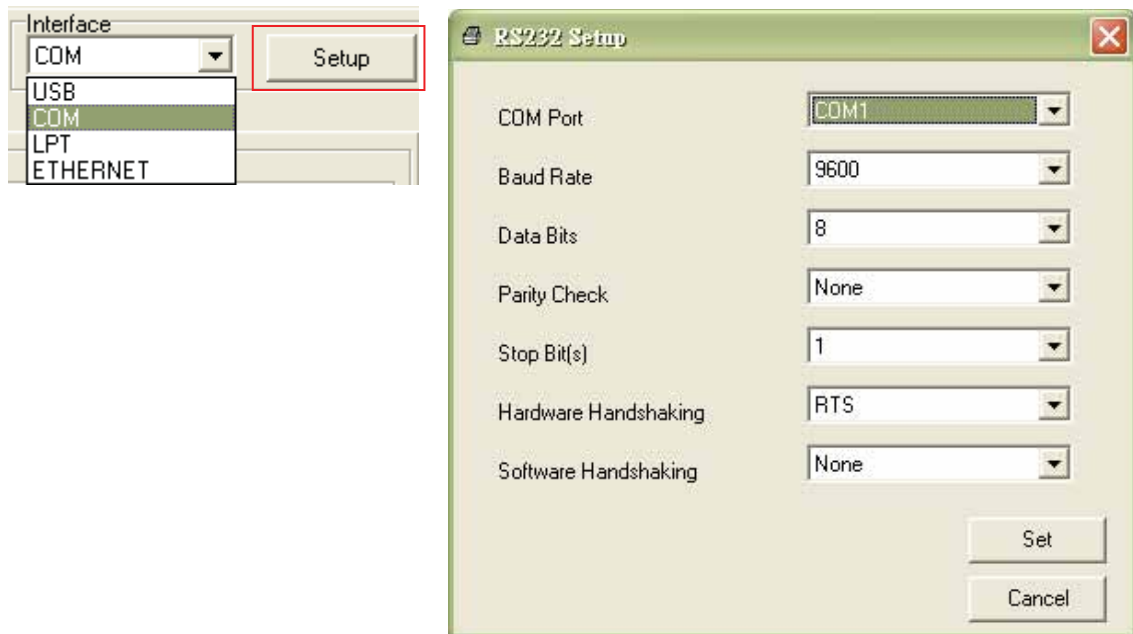 Interface
COM
Setup
USB
COM
LPT
ETHERNET
RS232 Setup
COM Port COM1
Baud Rate 9600
Data Bits 8
Parity Check None
Stop Bit(s) 1
Hardware Handshaking RTS
Software Handshaking None
Set
Cancel